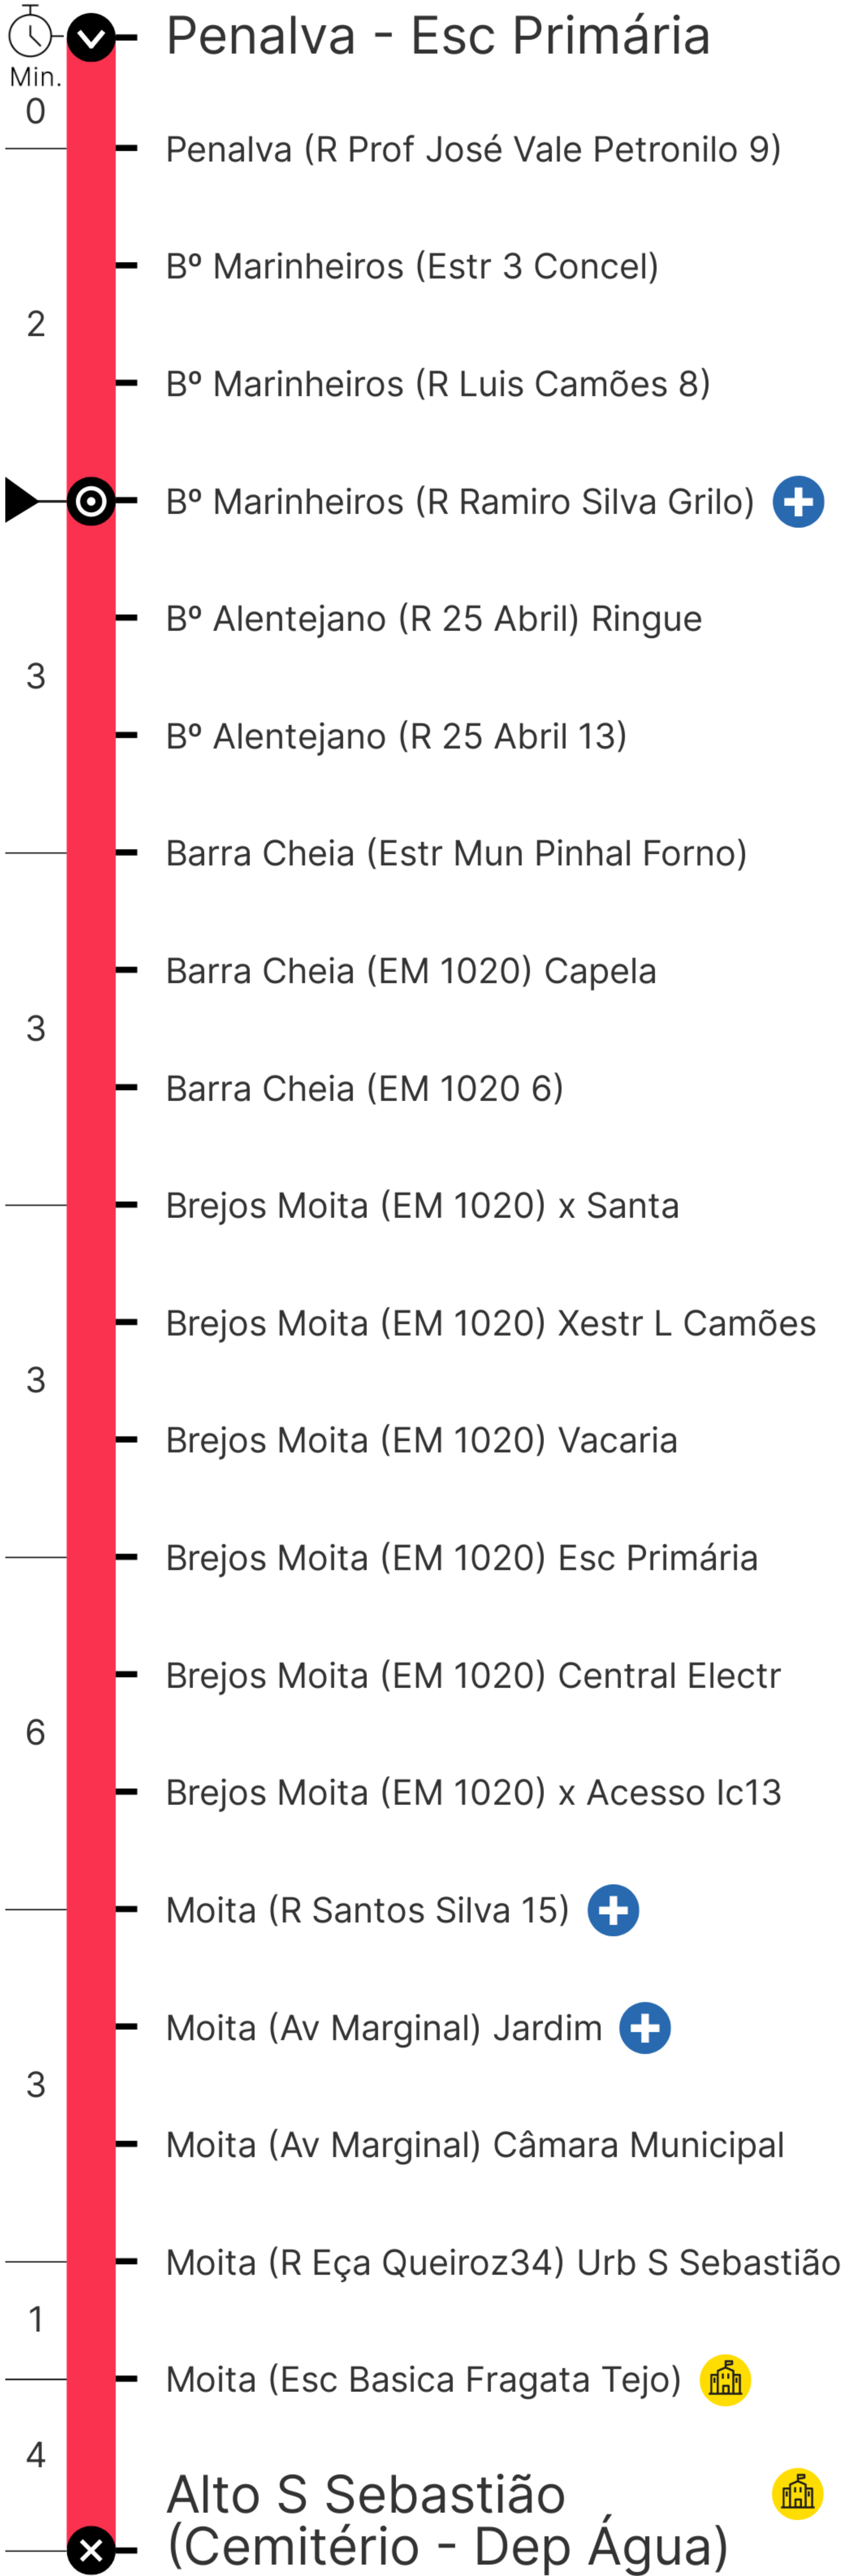 Penalva - Esc Primária
Min.
0
Penalva (R Prof José Vale Petronilo 9)
Bº Marinheiros (Estr 3 Concel)
2
Bº Marinheiros (R Luis Camões 8)
Bº Marinheiros (R Ramiro Silva Grilo)
Bº Alentejano (R 25 Abril) Ringue
3
Bº Alentejano (R 25 Abril 13)
Barra Cheia (Estr Mun Pinhal Forno)
Barra Cheia (EM 1020) Capela
3
Barra Cheia (EM 1020 6)
Brejos Moita (EM 1020) x Santa
Brejos Moita (EM 1020) Xestr L Camões
3
Brejos Moita (EM 1020) Vacaria
Brejos Moita (EM 1020) Esc Primária
Brejos Moita (EM 1020) Central Electr
6
Brejos Moita (EM 1020) x Acesso Ic13
Moita (R Santos Silva 15)
Moita (Av Marginal) Jardim
3
Moita (Av Marginal) Câmara Municipal
Moita (R Eça Queiroz34) Urb S Sebastião
1
Moita (Esc Basica Fragata Tejo)
4
Alto S Sebastião
(Cemitério - Dep Água)